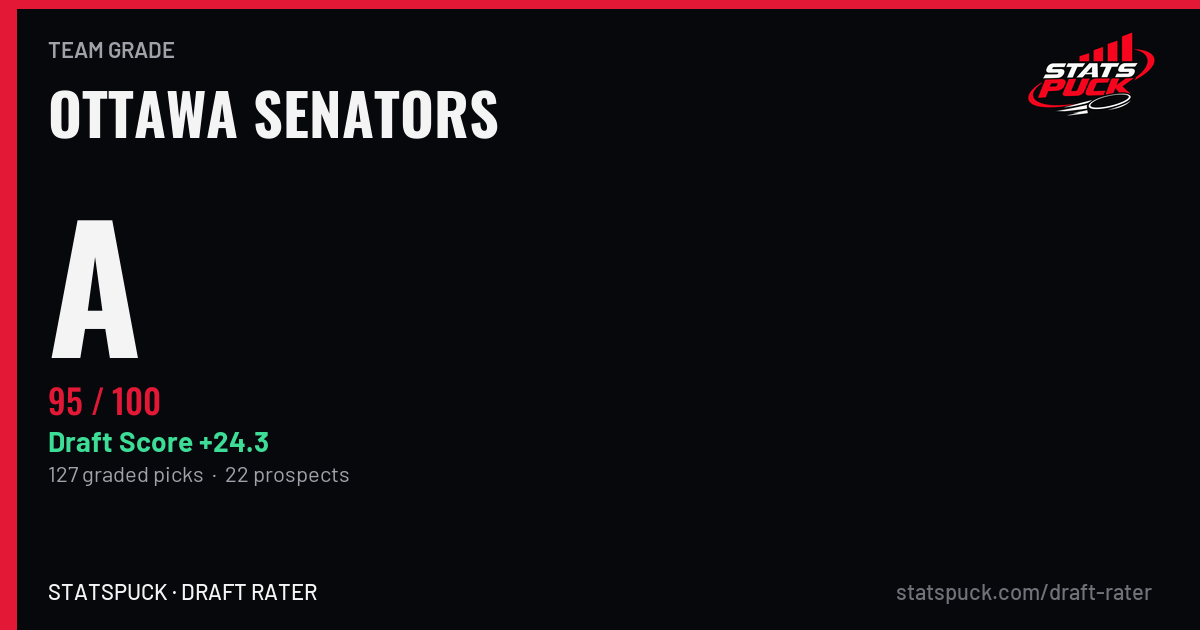 TEAM GRADE
STATS
PUCK
OTTAWA SENATORS
A
95 / 100
Draft Score +24.3
127 graded picks · 22 prospects
STATSPUCK · DRAFT RATER
statspuck.com/draft-rater